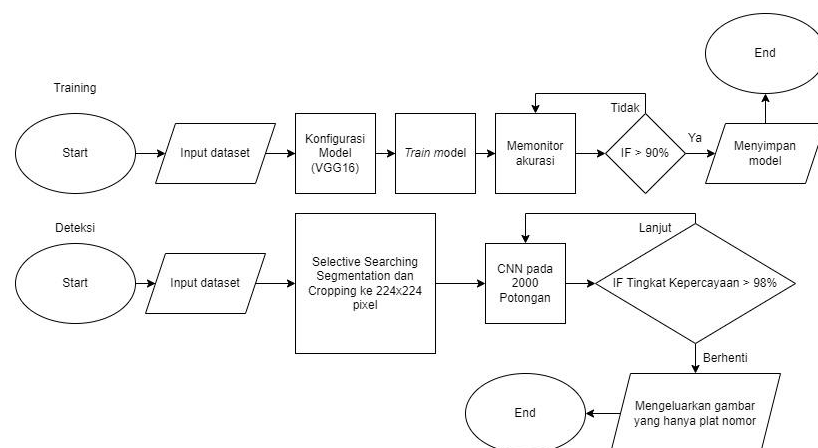 Training
Start
Input dataset
Konfigurasi
Model
(VGG16)
Train model
Memonitor
akurasi
Tidak
IF > 90%
Ya
Menyimpan
model
End
Deteksi
Start
Input dataset
Selective Searching
Segmentation dan
Cropping ke 224x224
pixel
CNN pada
2000
Potongan
Lanjut
IF Tingkat Kepercayaan > 98%
Berhenti
Mengeluarkan gambar
yang hanya plat nomor
End